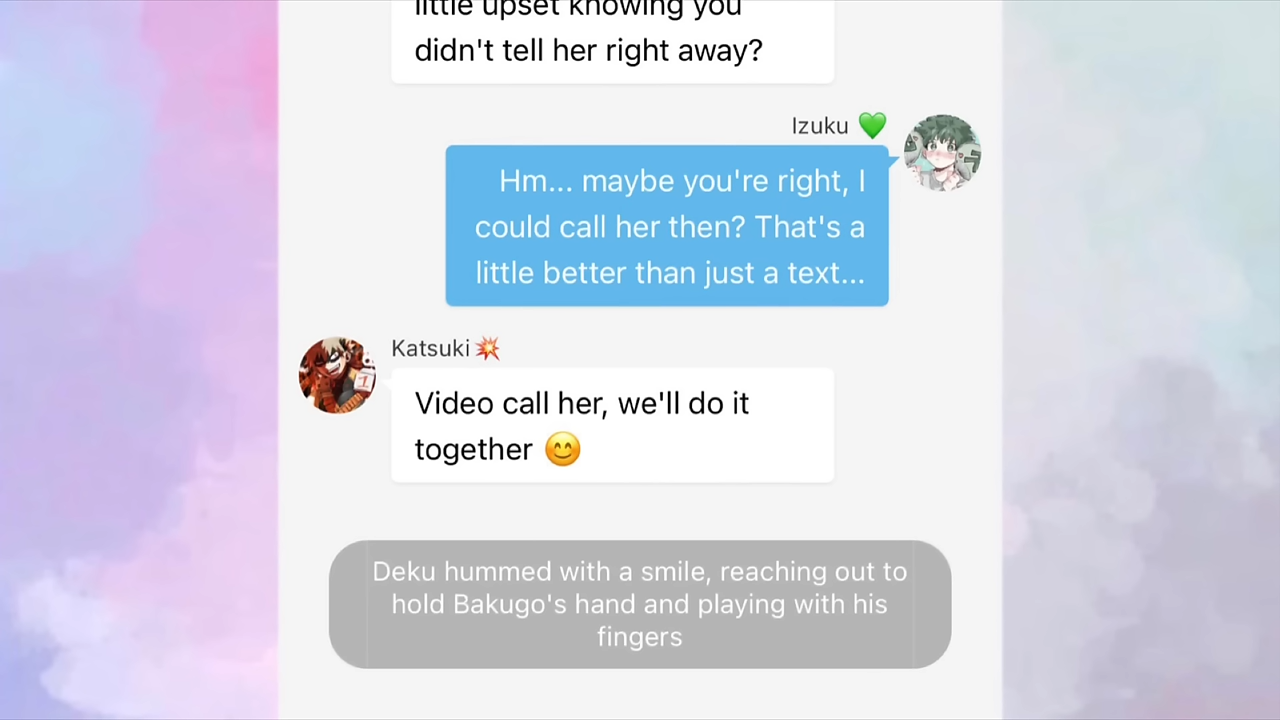 little upset knowing you
didn't tell her right away?
Izuku 💚
Hm... maybe you're right, I
could call her then? That's a
little better than just a text...
Katsuki 💥
Video call her, we'll do it
together 😊
Deku hummed with a smile, reaching out to
hold Bakugo's hand and playing with his
fingers